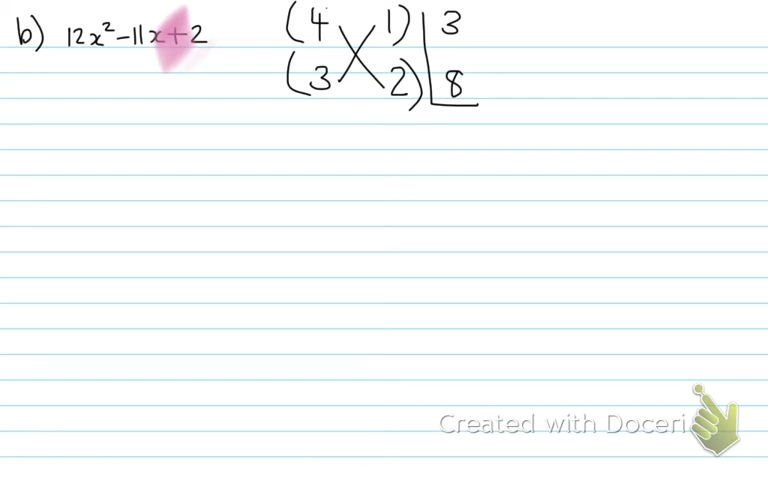 b) 12x² - 11x + 2 (4 1) 3
(3 2) 8
Created with Doceri